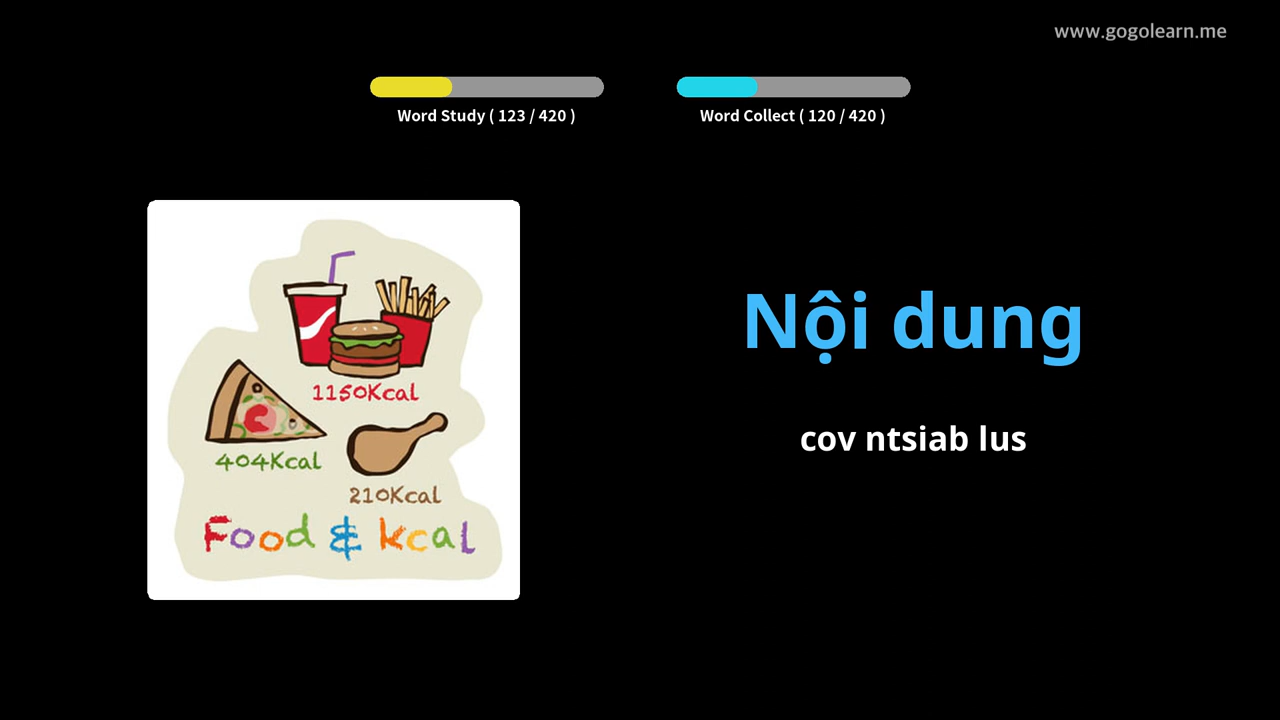 www.gogolearn.me
Word Study ( 123 / 420 )
Word Collect ( 120 / 420 )
1150Kcal
404Kcal
210Kcal
Food & kcal
Nội dung
cov ntsiab lus